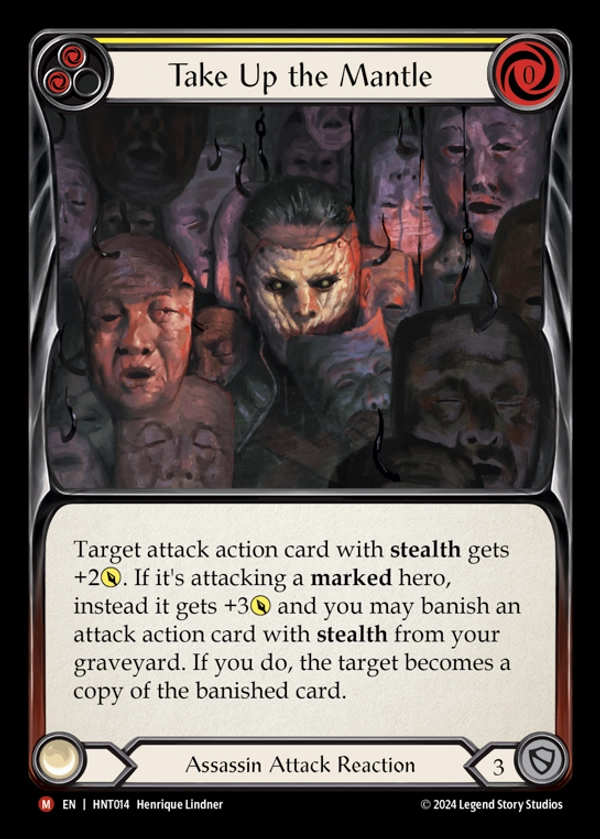 Take Up the Mantle
0
Target attack action card with stealth gets
+2. If it's attacking a marked hero,
instead it gets +3 and you may banish an
attack action card with stealth from your
graveyard. If you do, the target becomes a
copy of the banished card.
Assassin Attack Reaction
3
M EN | HNT014 Henrique Lindner
© 2024 Legend Story Studios